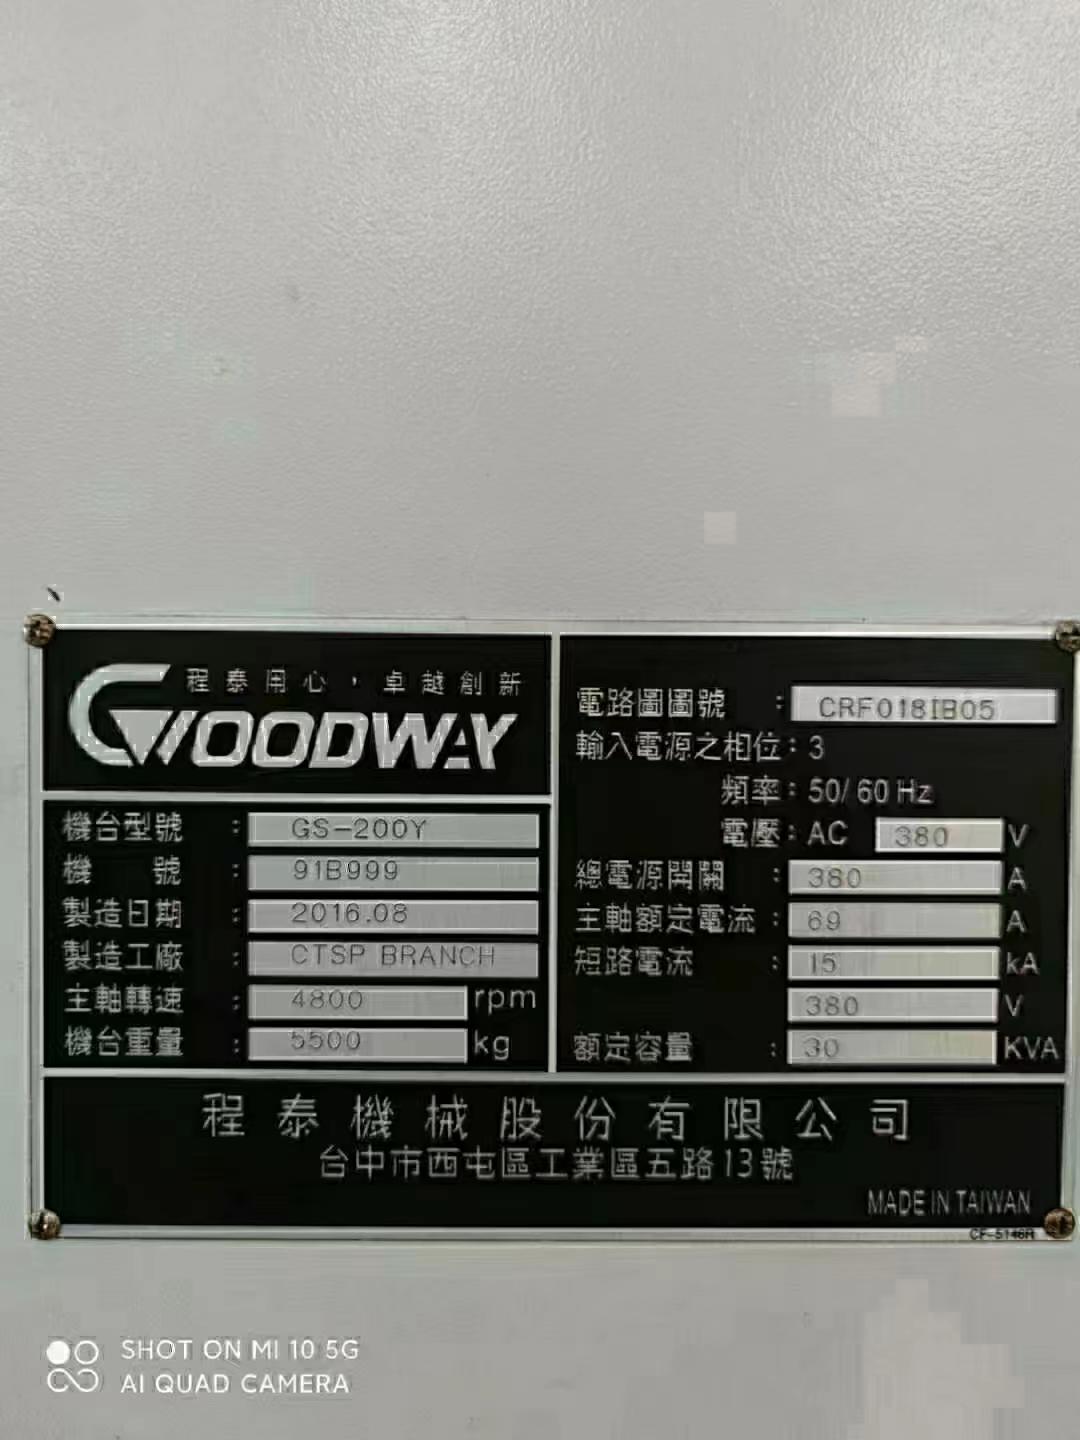 程泰用心，卓越創新
GOODWAY
機台型號 : GS-200Y
機號 : 91B999
製造日期 : 2016.08
製造工廠 : CTSP BRANCH
主軸轉速 : 4800 rpm
機台重量 : 5500 kg
電路圖圖號 : CRF018IB05
輸入電源之相位 : 3
頻率 : 50/60 Hz
電壓 : AC 380 V
總電源開關 : 380 A
主軸額定電流 : 69 A
短路電流 : 15 kA
380 V
額定容量 : 30 KVA
程泰機械股份有限公司
台中市西屯區工業區五路13號
MADE IN TAIWAN
CF-5146R
SHOT ON MI 10 5G
AI QUAD CAMERA